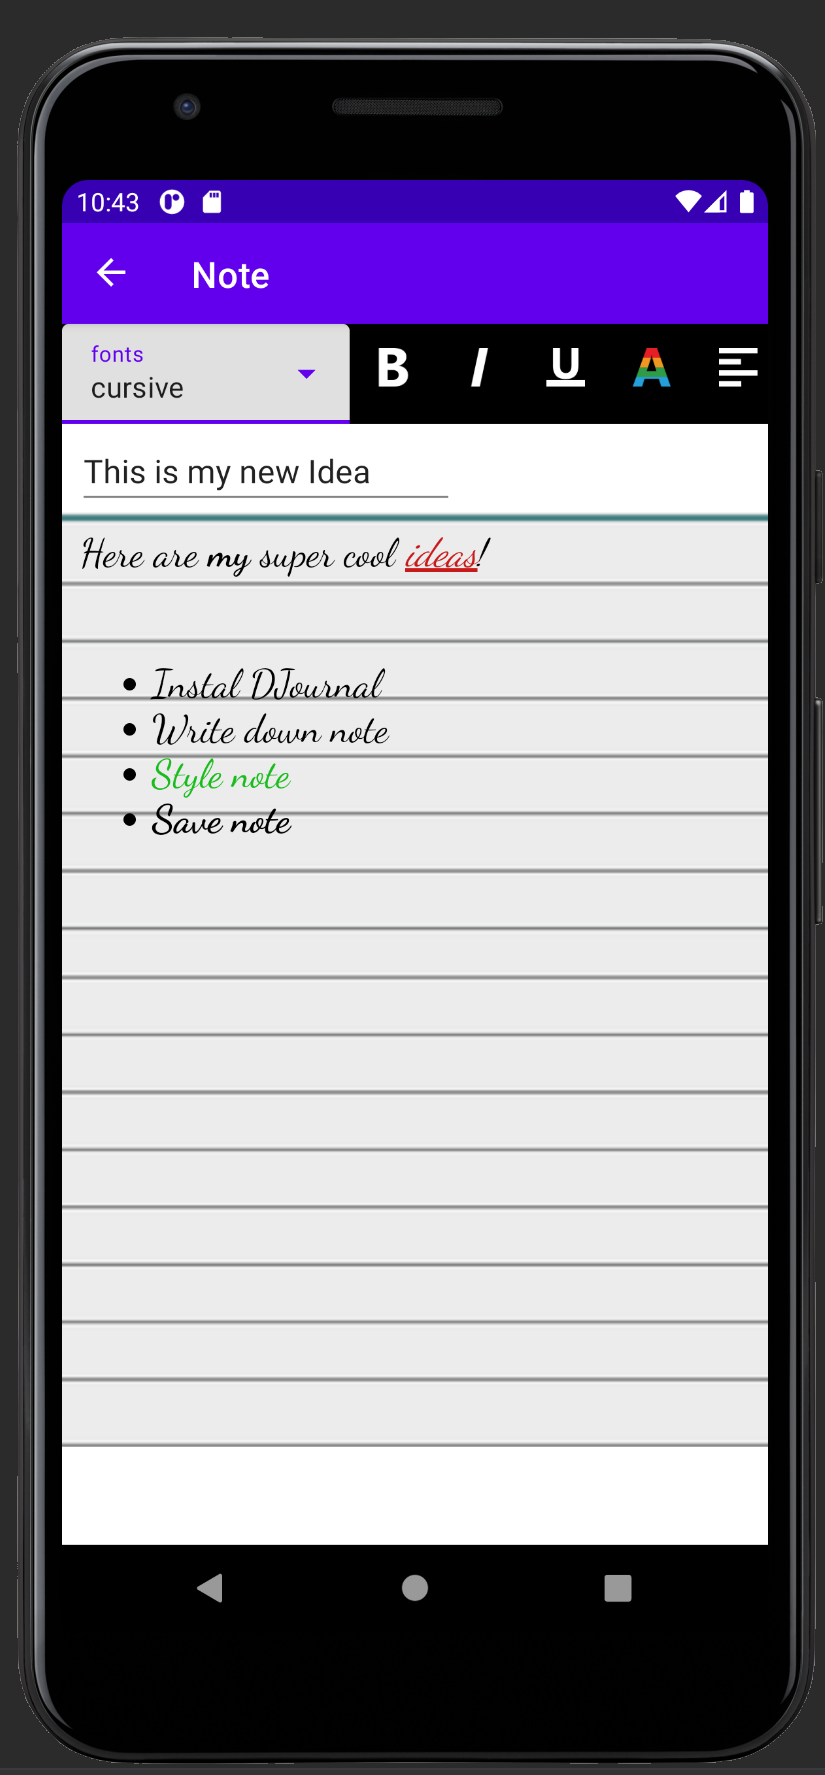 10:43
Note
fonts
cursive
B I U A
This is my new Idea
Here are my super cool ideas!
• Instal DJournal
• Write down note
• Style note
• Save note